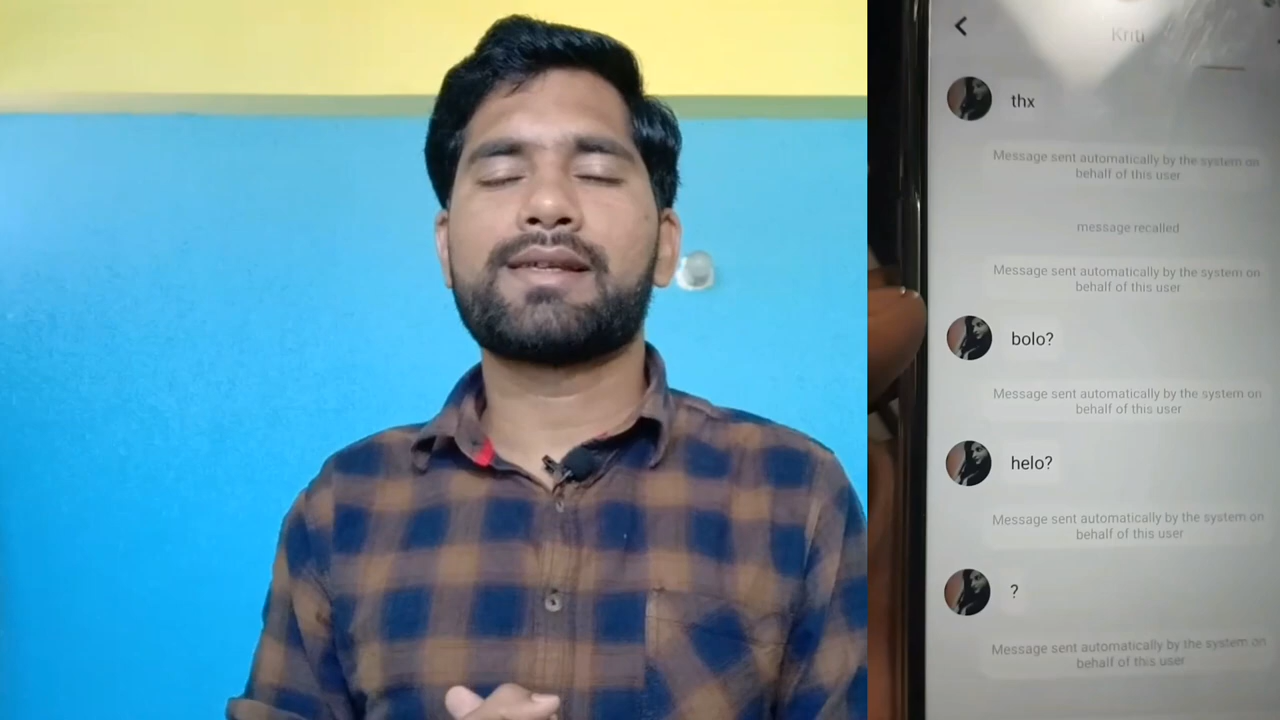 Kriti
thx
Message sent automatically by the system on
behalf of this user
message recalled
Message sent automatically by the system on
behalf of this user
bolo?
Message sent automatically by the system on
behalf of this user
helo?
Message sent automatically by the system on
behalf of this user
?
Message sent automatically by the system on
behalf of this user